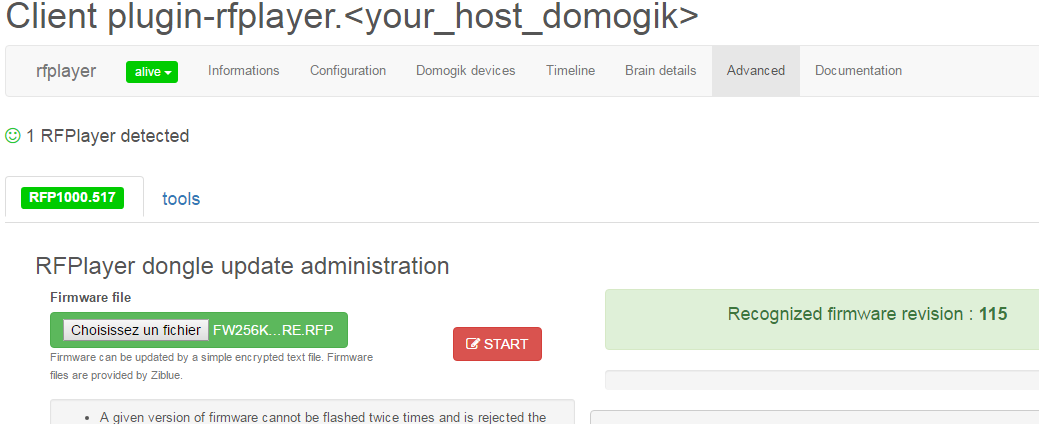 Client plugin-rfplayer.<your_host_domogik>
rfplayer alive Informations Configuration Domogik devices Timeline Brain details Advanced Documentation
1 RFPlayer detected
RFP1000.517 tools
RFPlayer dongle update administration
Firmware file
Choisissez un fichier FW256K...RE.RFP
START
Firmware can be updated by a simple encrypted text file. Firmware
files are provided by Ziblue.
Recognized firmware revision : 115
• A given version of firmware cannot be flashed twice times and is rejected the